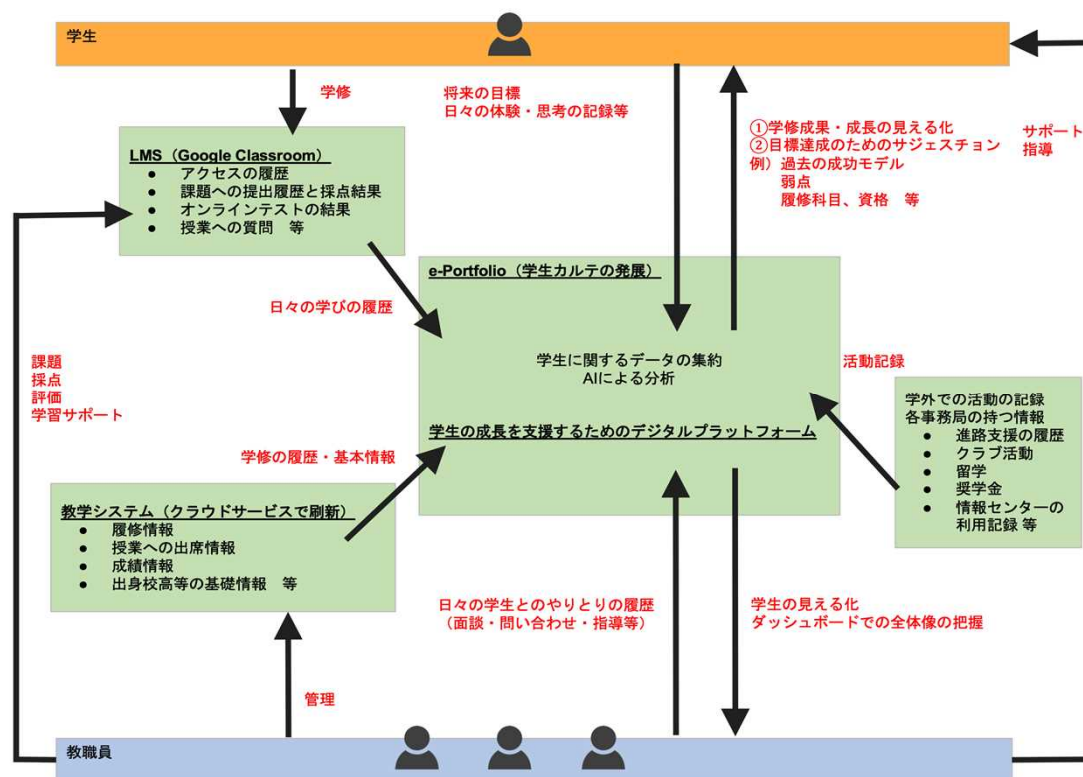 学生
学修
将来の目標
日々の体験・思考の記録等
①学修成果・成長の見える化
②目標達成のためのサジェスチョン
例）過去の成功モデル
弱点
履修科目、資格　等
サポート
指導
LMS（Google Classroom）
● アクセスの履歴
● 課題への提出履歴と採点結果
● オンラインテストの結果
● 授業への質問　等
日々の学びの履歴
e-Portfolio（学生カルテの発展）
学生に関するデータの集約
AIによる分析
学生の成長を支援するためのデジタルプラットフォーム
活動記録
学外での活動の記録
各事務局の持つ情報
● 進路支援の履歴
● クラブ活動
● 留学
● 奨学金
● 情報センターの
利用記録 等
課題
採点
評価
学習サポート
学修の履歴・基本情報
教学システム（クラウドサービスで刷新）
● 履修情報
● 授業への出席情報
● 成績情報
● 出身校高等の基礎情報　等
日々の学生とのやりとりの履歴
（面談・問い合わせ・指導等）
学生の見える化
ダッシュボードでの全体像の把握
管理
教職員